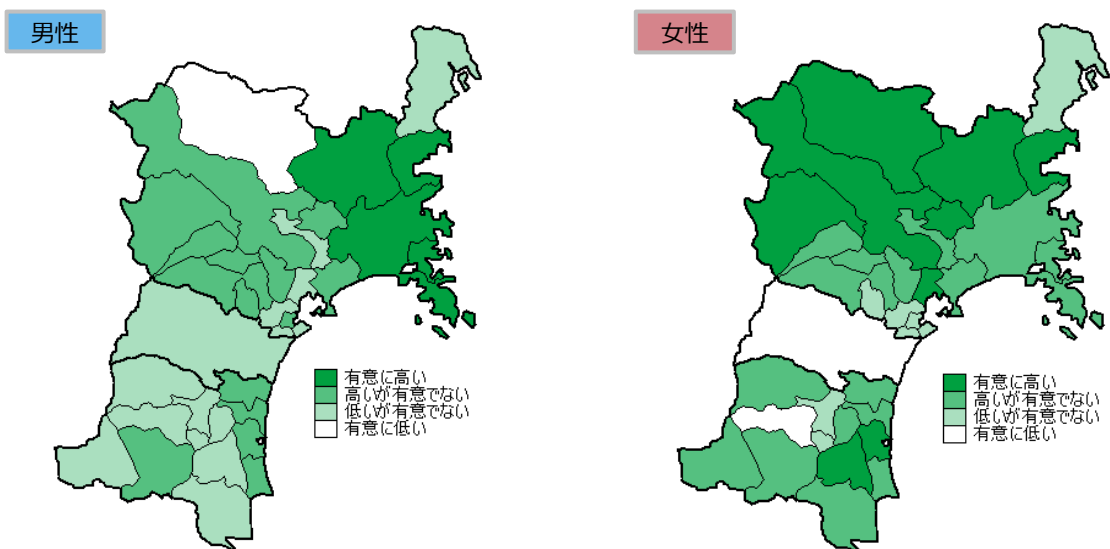 男性
女性
有意に高い
高いが有意でない
低いが有意でない
有意に低い
有意に高い
高いが有意でない
低いが有意でない
有意に低い